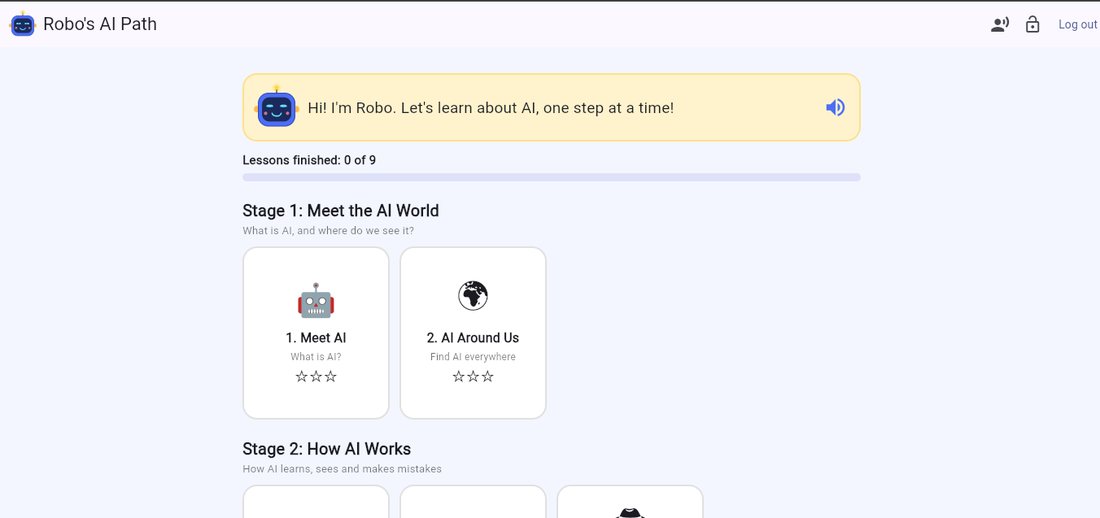 Robo's AI Path
Log out
Hi! I'm Robo. Let's learn about AI, one step at a time!
Lessons finished: 0 of 9
Stage 1: Meet the AI World
What is AI, and where do we see it?
1. Meet AI
What is AI?
2. AI Around Us
Find AI everywhere
Stage 2: How AI Works
How AI learns, sees and makes mistakes